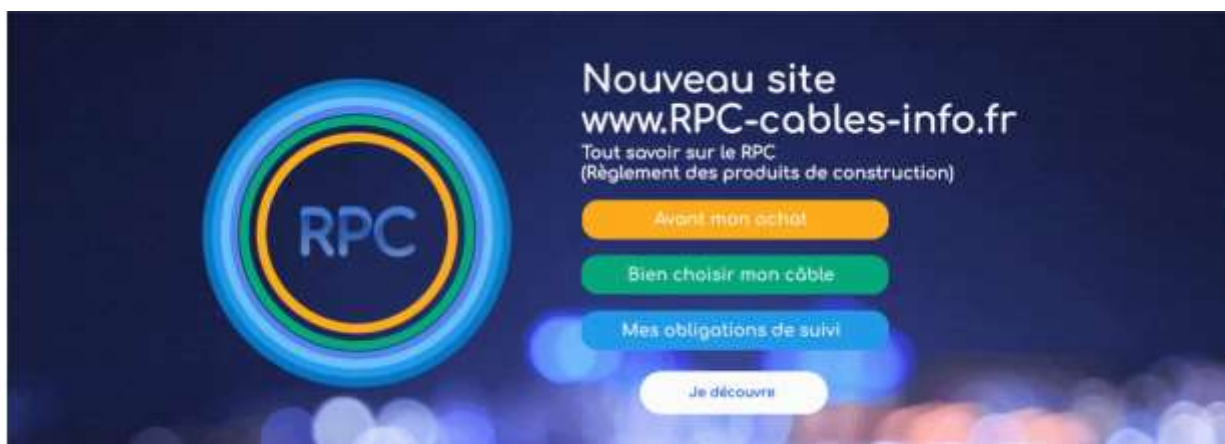 RPC
Nouveau site
www.RPC-cables-info.fr
Tout savoir sur le RPC
(Règlement des produits de construction)
Avant mon achat
Bien choisir mon câble
Mes obligations de suivi
Je découvre